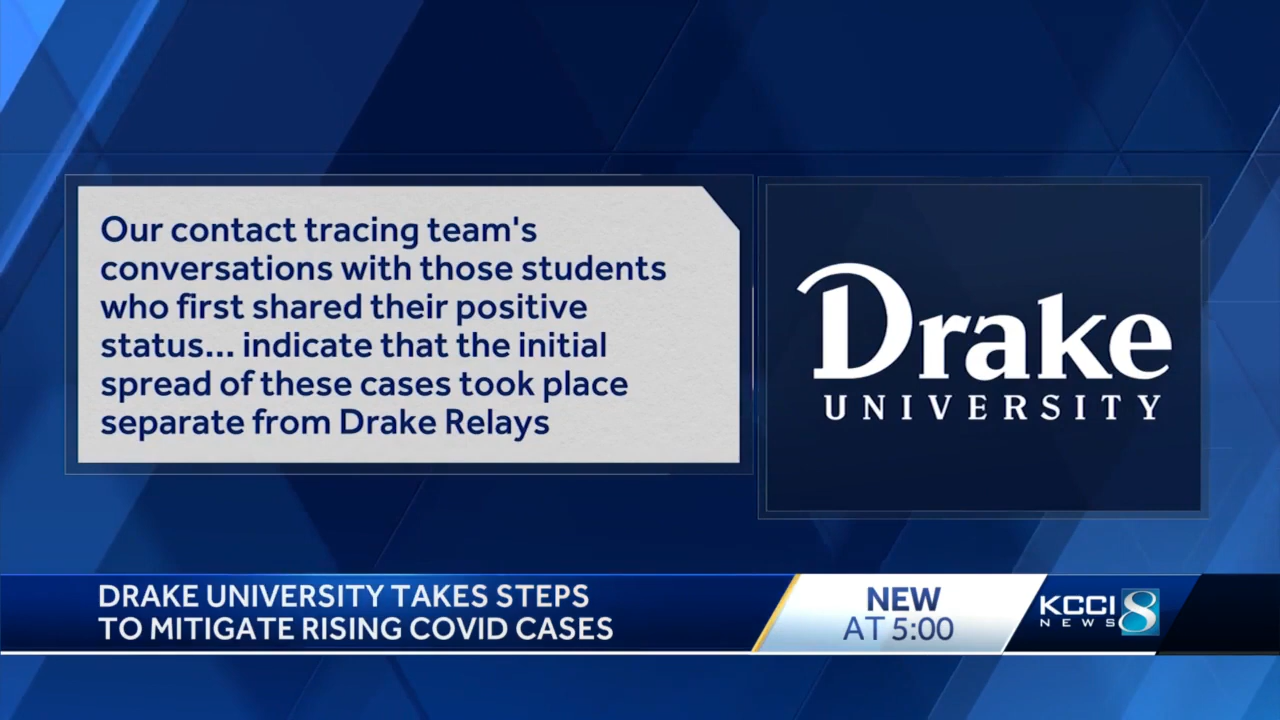 Our contact tracing team's
conversations with those students
who first shared their positive
status... indicate that the initial
spread of these cases took place
separate from Drake Relays
Drake
UNIVERSITY
DRAKE UNIVERSITY TAKES STEPS
TO MITIGATE RISING COVID CASES
NEW
AT 5:00
KCCI 8
NEWS